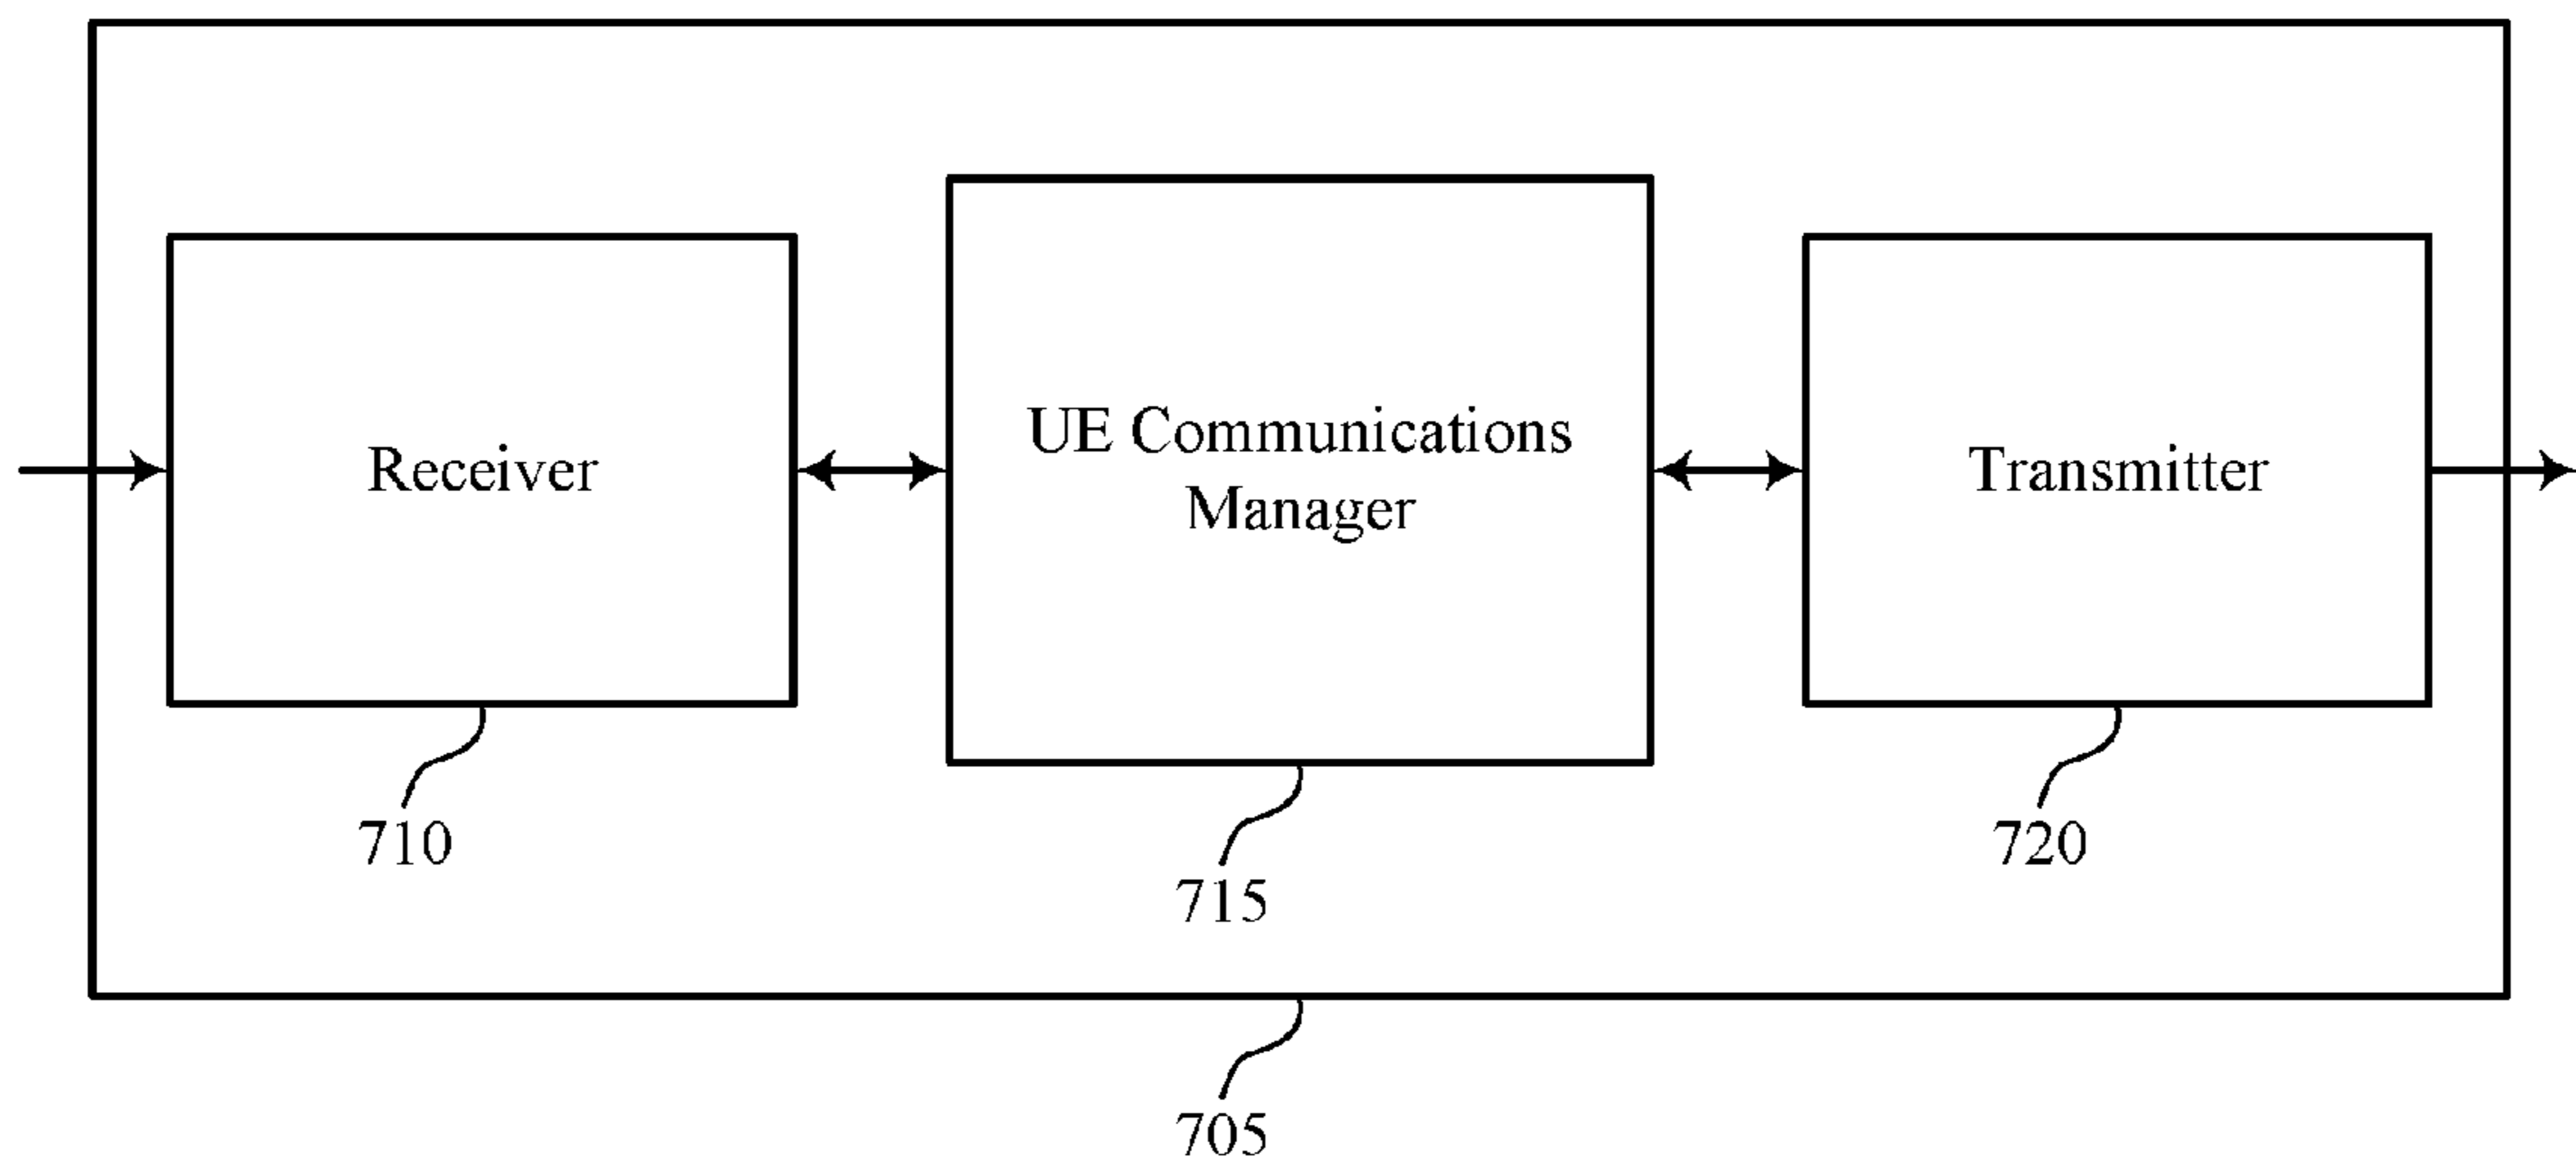 Receiver
UE Communications
Manager
Transmitter
710
715
720
705